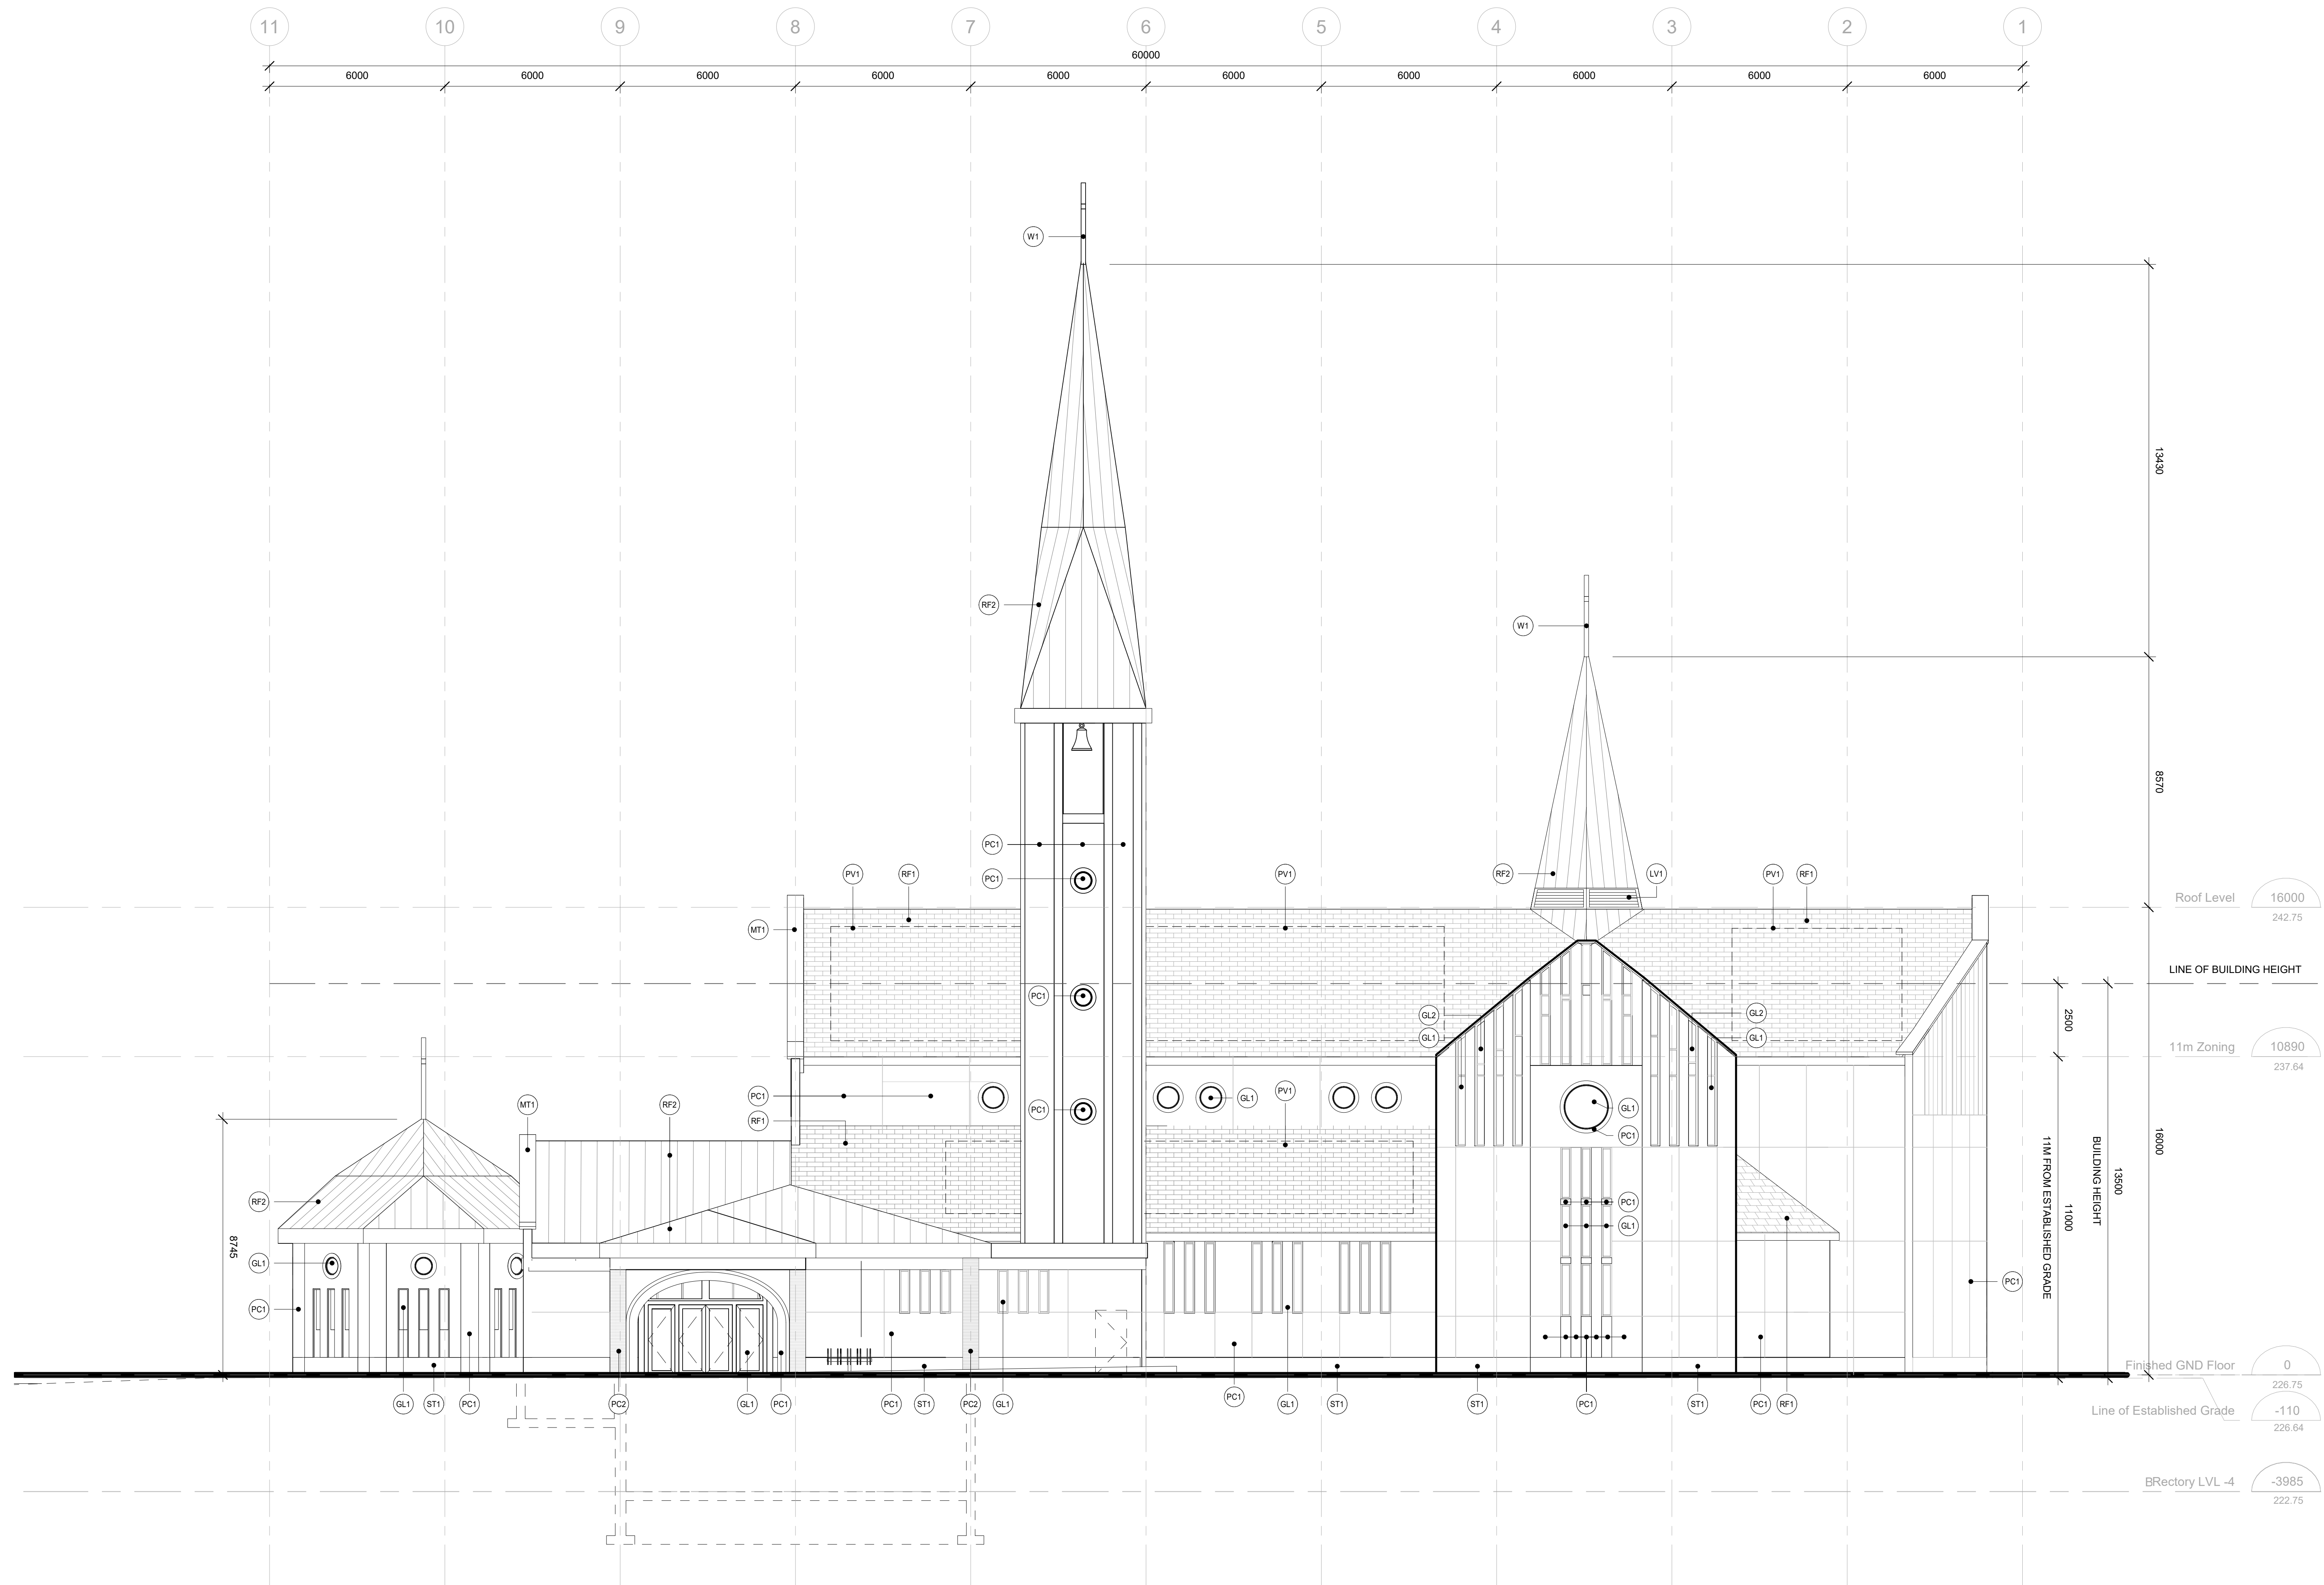 11 10 9 8 7 6 5 4 3 2 1
60000
6000 6000 6000 6000 6000 6000 6000 6000 6000 6000
W1
13430
RF2
W1
8570
PC1
PV1 RF1 PC1 PV1 RF2 LV1 PV1 RF1
Roof Level 16000
242.75
MT1
LINE OF BUILDING HEIGHT
PC1
GL2 GL2
2500
GL1 GL1
11m Zoning 10890
237.64
PC1 GL1 PV1
MT1 RF2 PC1 GL1
RF1
PC1
16000
11M FROM ESTABLISHED GRADE
11000
BUILDING HEIGHT
13500
RF2 PC1
GL1
8745
GL1
PC1
PC1
Finished GND Floor 0
226.75
GL1 ST1 PC1 PC2 GL1 PC1 PC1 ST1 PC2 GL1 PC1 GL1 ST1 ST1 PC1 ST1 PC1 RF1
Line of Established Grade -110
226.64
BRectory LVL -4 -3985
222.75